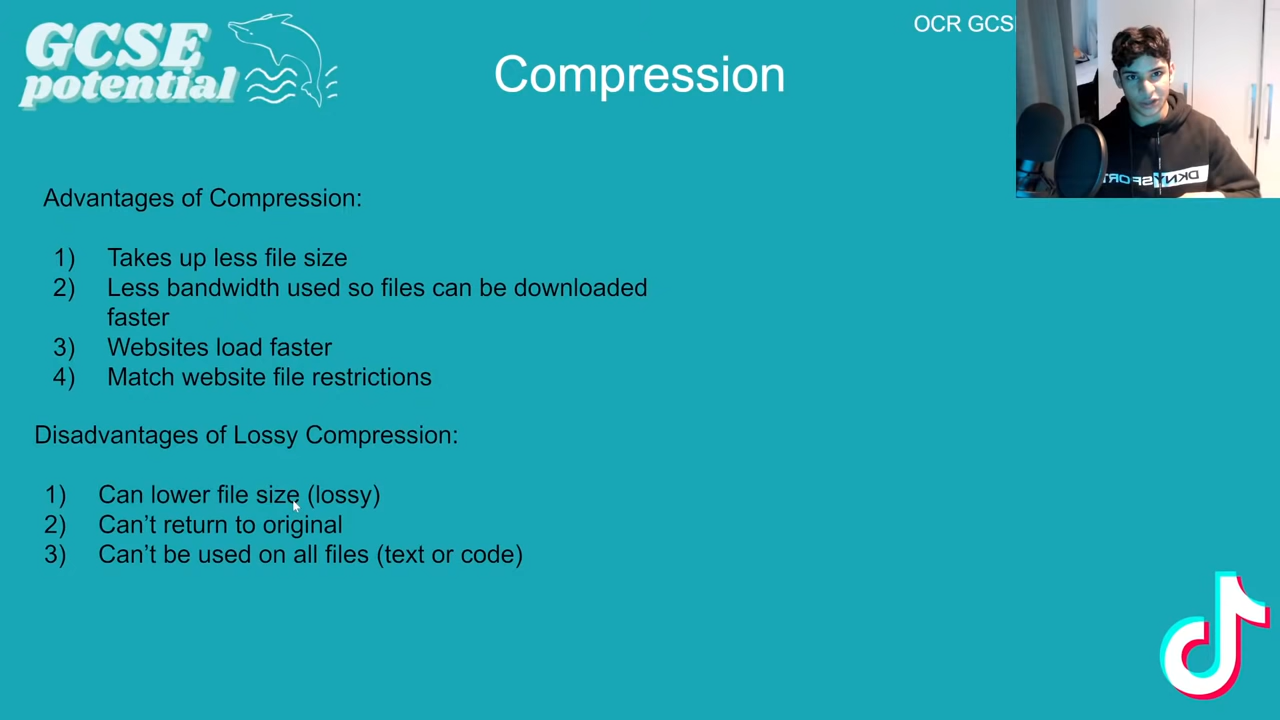 GCSE
potential
OCR GCSE
Compression
Advantages of Compression:
1) Takes up less file size
2) Less bandwidth used so files can be downloaded
faster
3) Websites load faster
4) Match website file restrictions
Disadvantages of Lossy Compression:
1) Can lower file size (lossy)
2) Can’t return to original
3) Can’t be used on all files (text or code)
DKNY SPORT